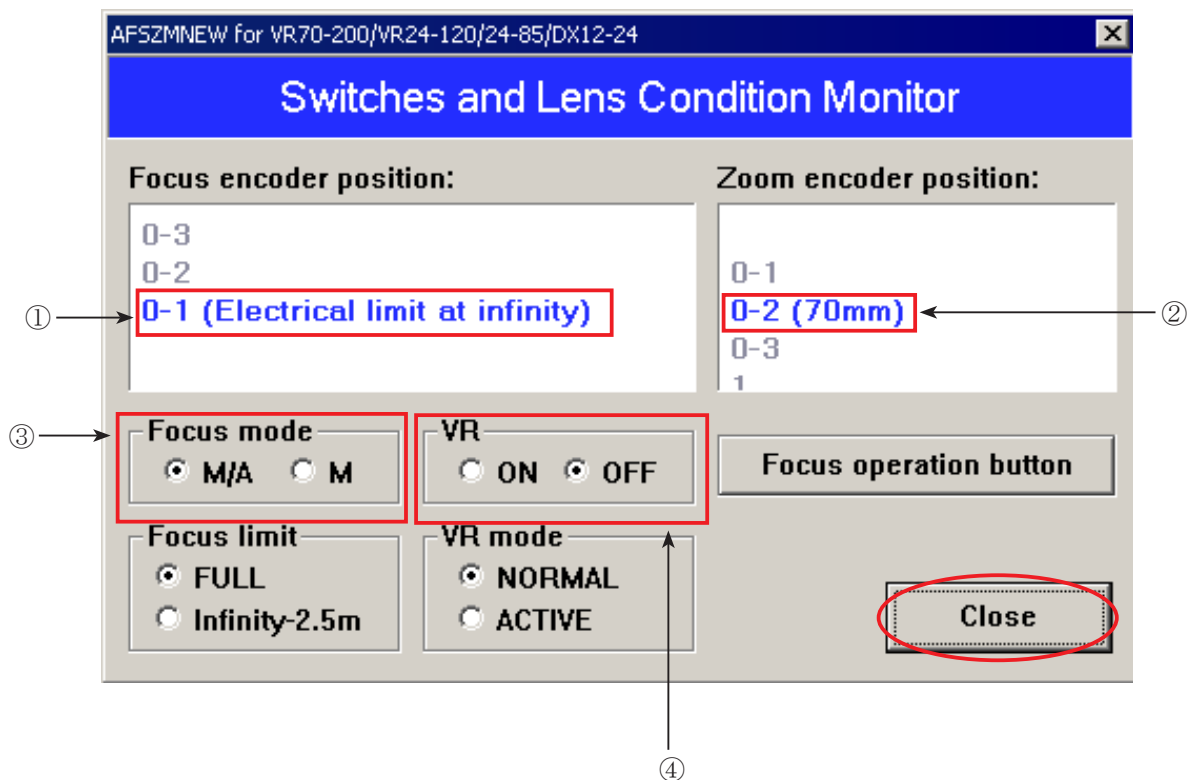 AFSZMNEW for VR70-200/VR24-120/24-85/DX12-24
Switches and Lens Condition Monitor
Focus encoder position:
0-3
0-2
0-1 (Electrical limit at infinity)
①
Zoom encoder position:
0-1
0-2 (70mm)
0-3
1
②
③
Focus mode
M/A M
VR
ON OFF
Focus operation button
Focus limit
FULL
Infinity-2.5m
VR mode
NORMAL
ACTIVE
Close
④